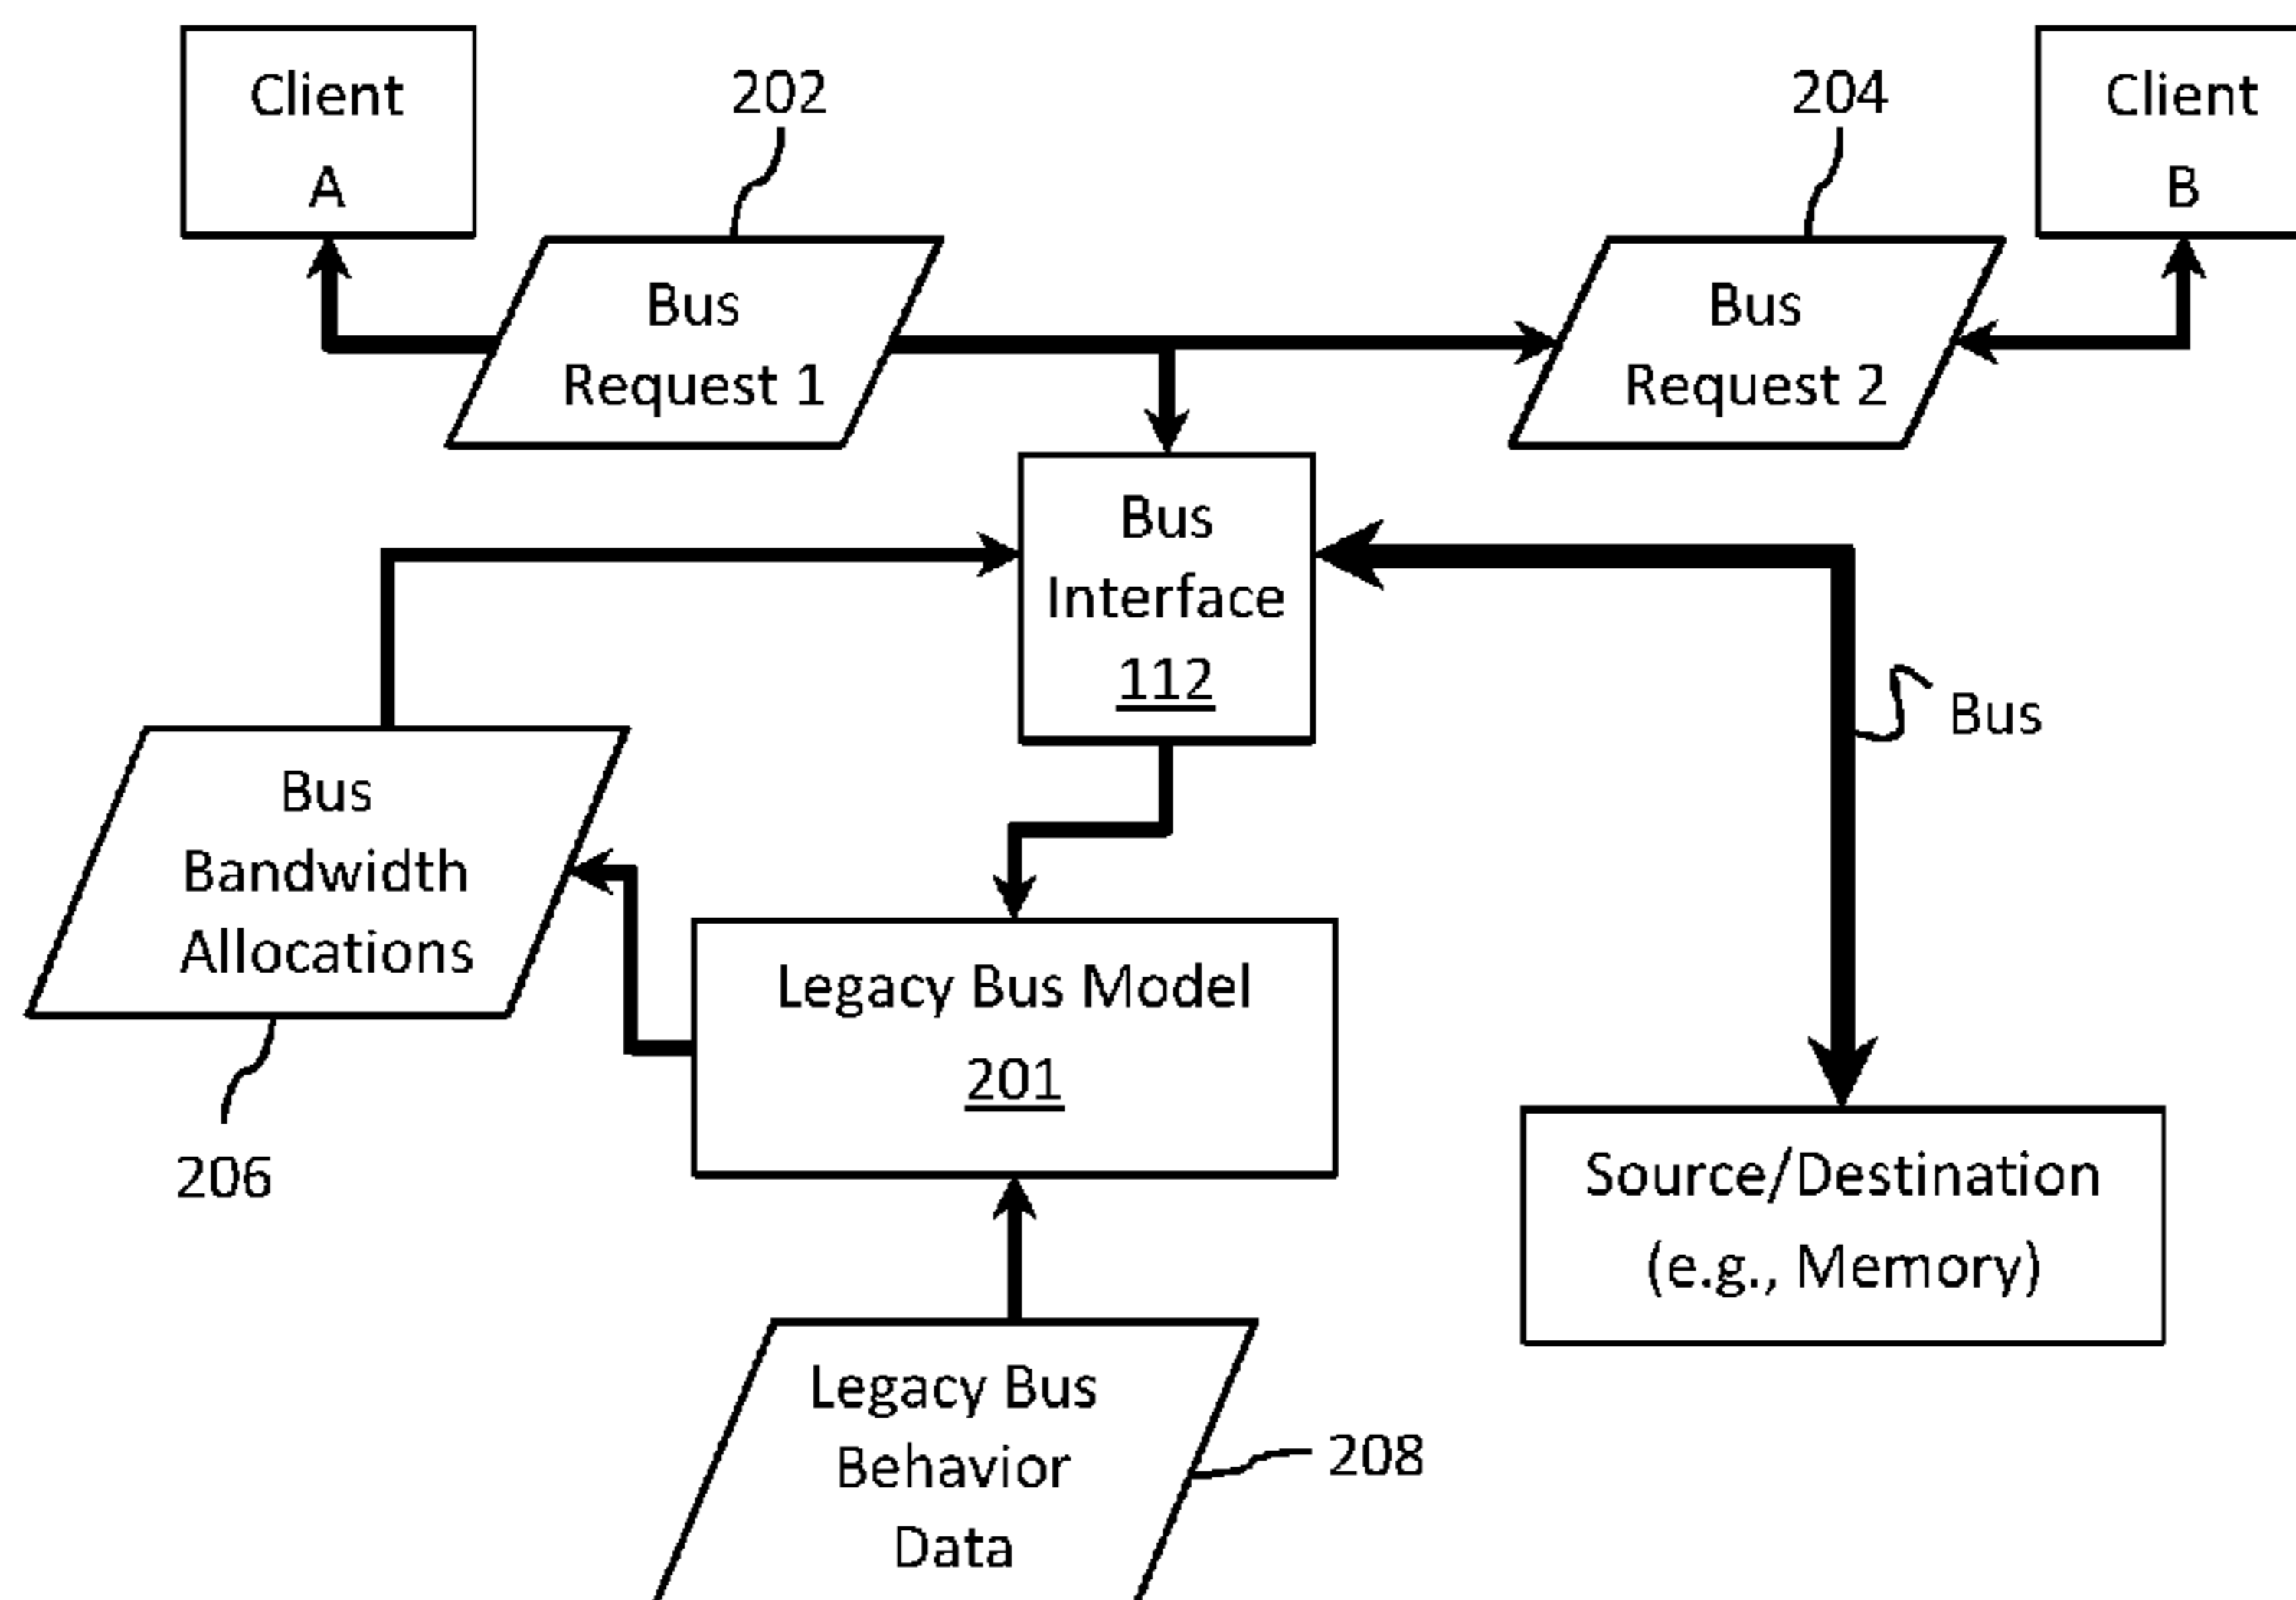 Client
A
202
204
Client
B
Bus
Request 1
Bus
Request 2
Bus
Interface
112
Bus
Bus
Bandwidth
Allocations
206
Legacy Bus Model
201
Source/Destination
(e.g., Memory)
Legacy Bus
Behavior
Data
208